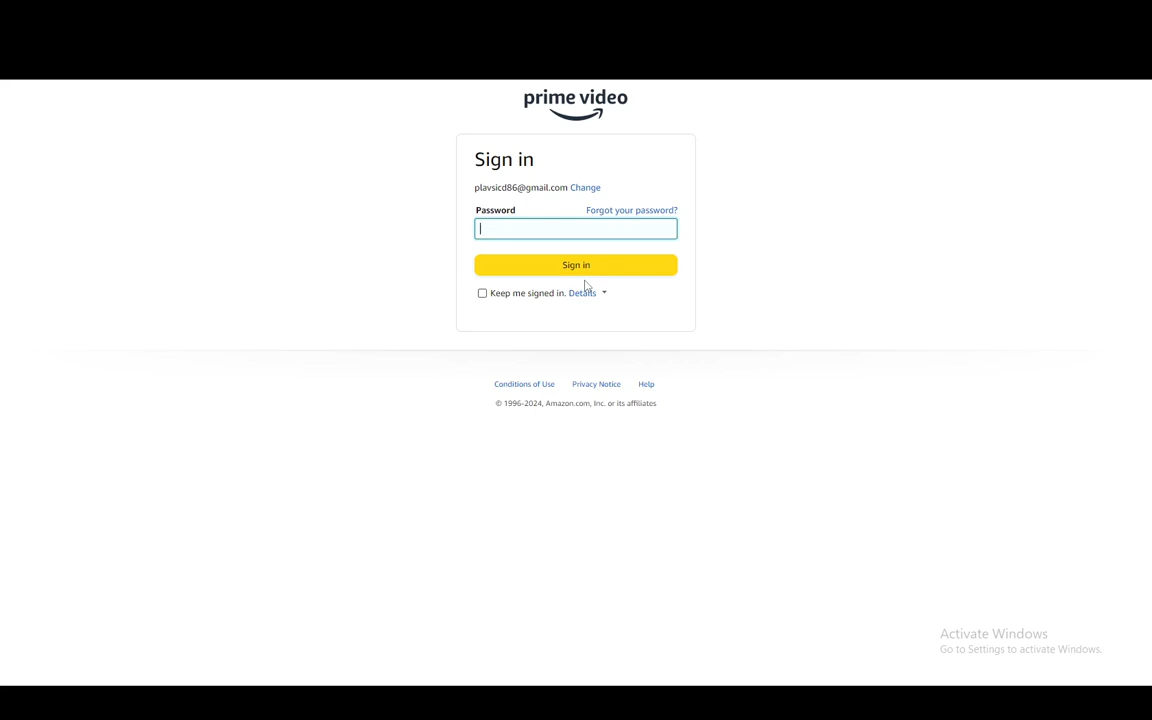 prime video
Sign in
plavsicd86@gmail.com Change
Password Forgot your password?
Sign in
Keep me signed in. Details
Conditions of Use Privacy Notice Help
© 1996-2024, Amazon.com, Inc. or its affiliates
Activate Windows
Go to Settings to activate Windows.